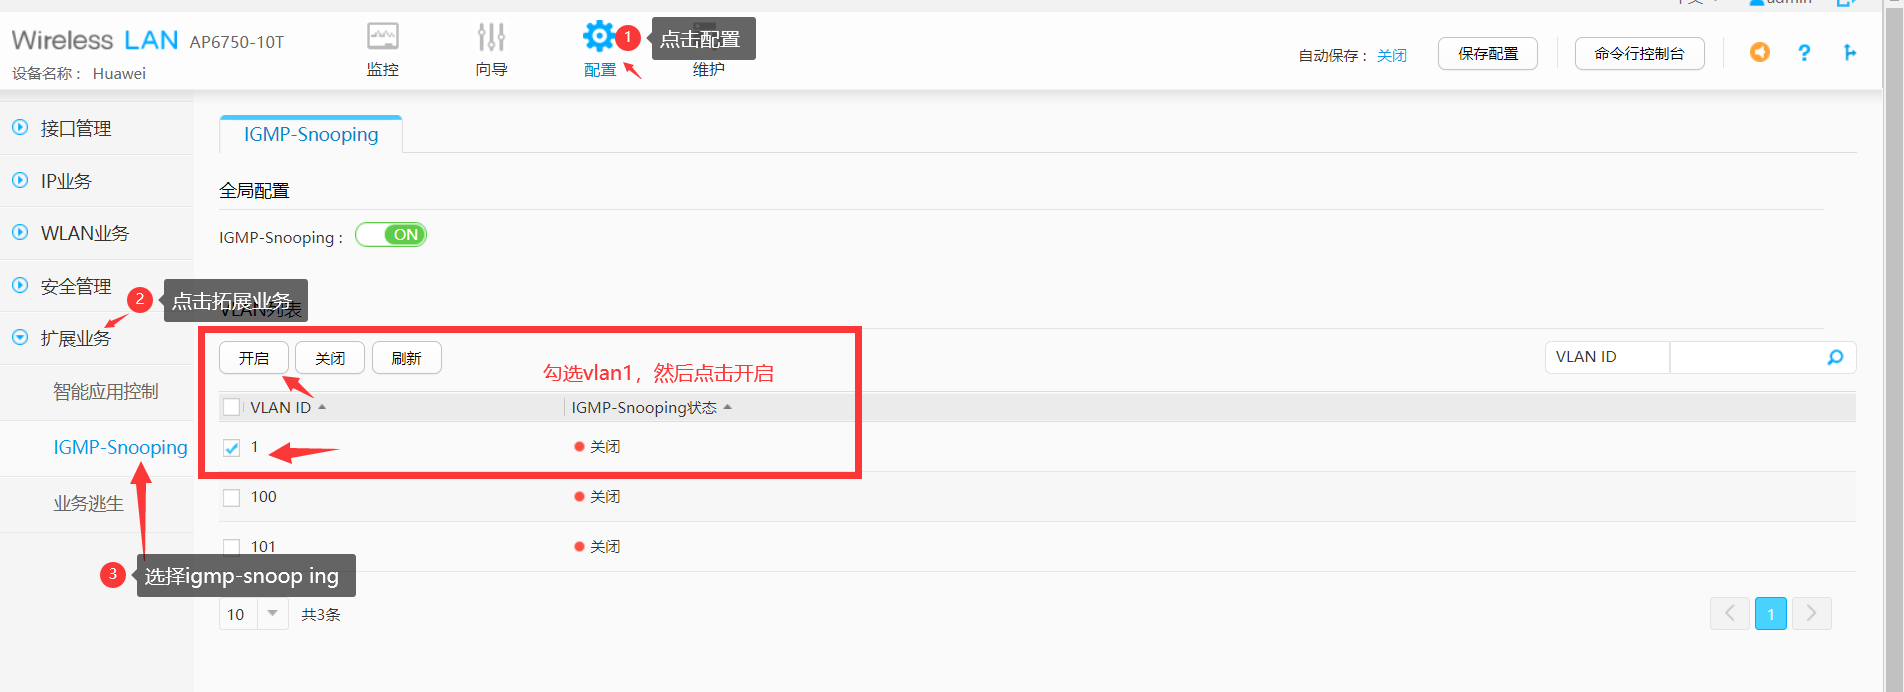 admin
Wireless LAN AP6750-10T
设备名称： Huawei
监控
向导
配置
1
点击配置
维护
自动保存： 关闭
保存配置
命令行控制台
?
接口管理
IP业务
WLAN业务
安全管理
2
点击拓展业务
扩展业务
智能应用控制
IGMP-Snooping
业务逃生
3
选择igmp-snoop ing
IGMP-Snooping
全局配置
IGMP-Snooping : ON
VLAN列表
开启 关闭 刷新
勾选vlan1，然后点击开启
VLAN ID
VLAN ID IGMP-Snooping状态
1 关闭
100 关闭
101 关闭
10 共3条
1